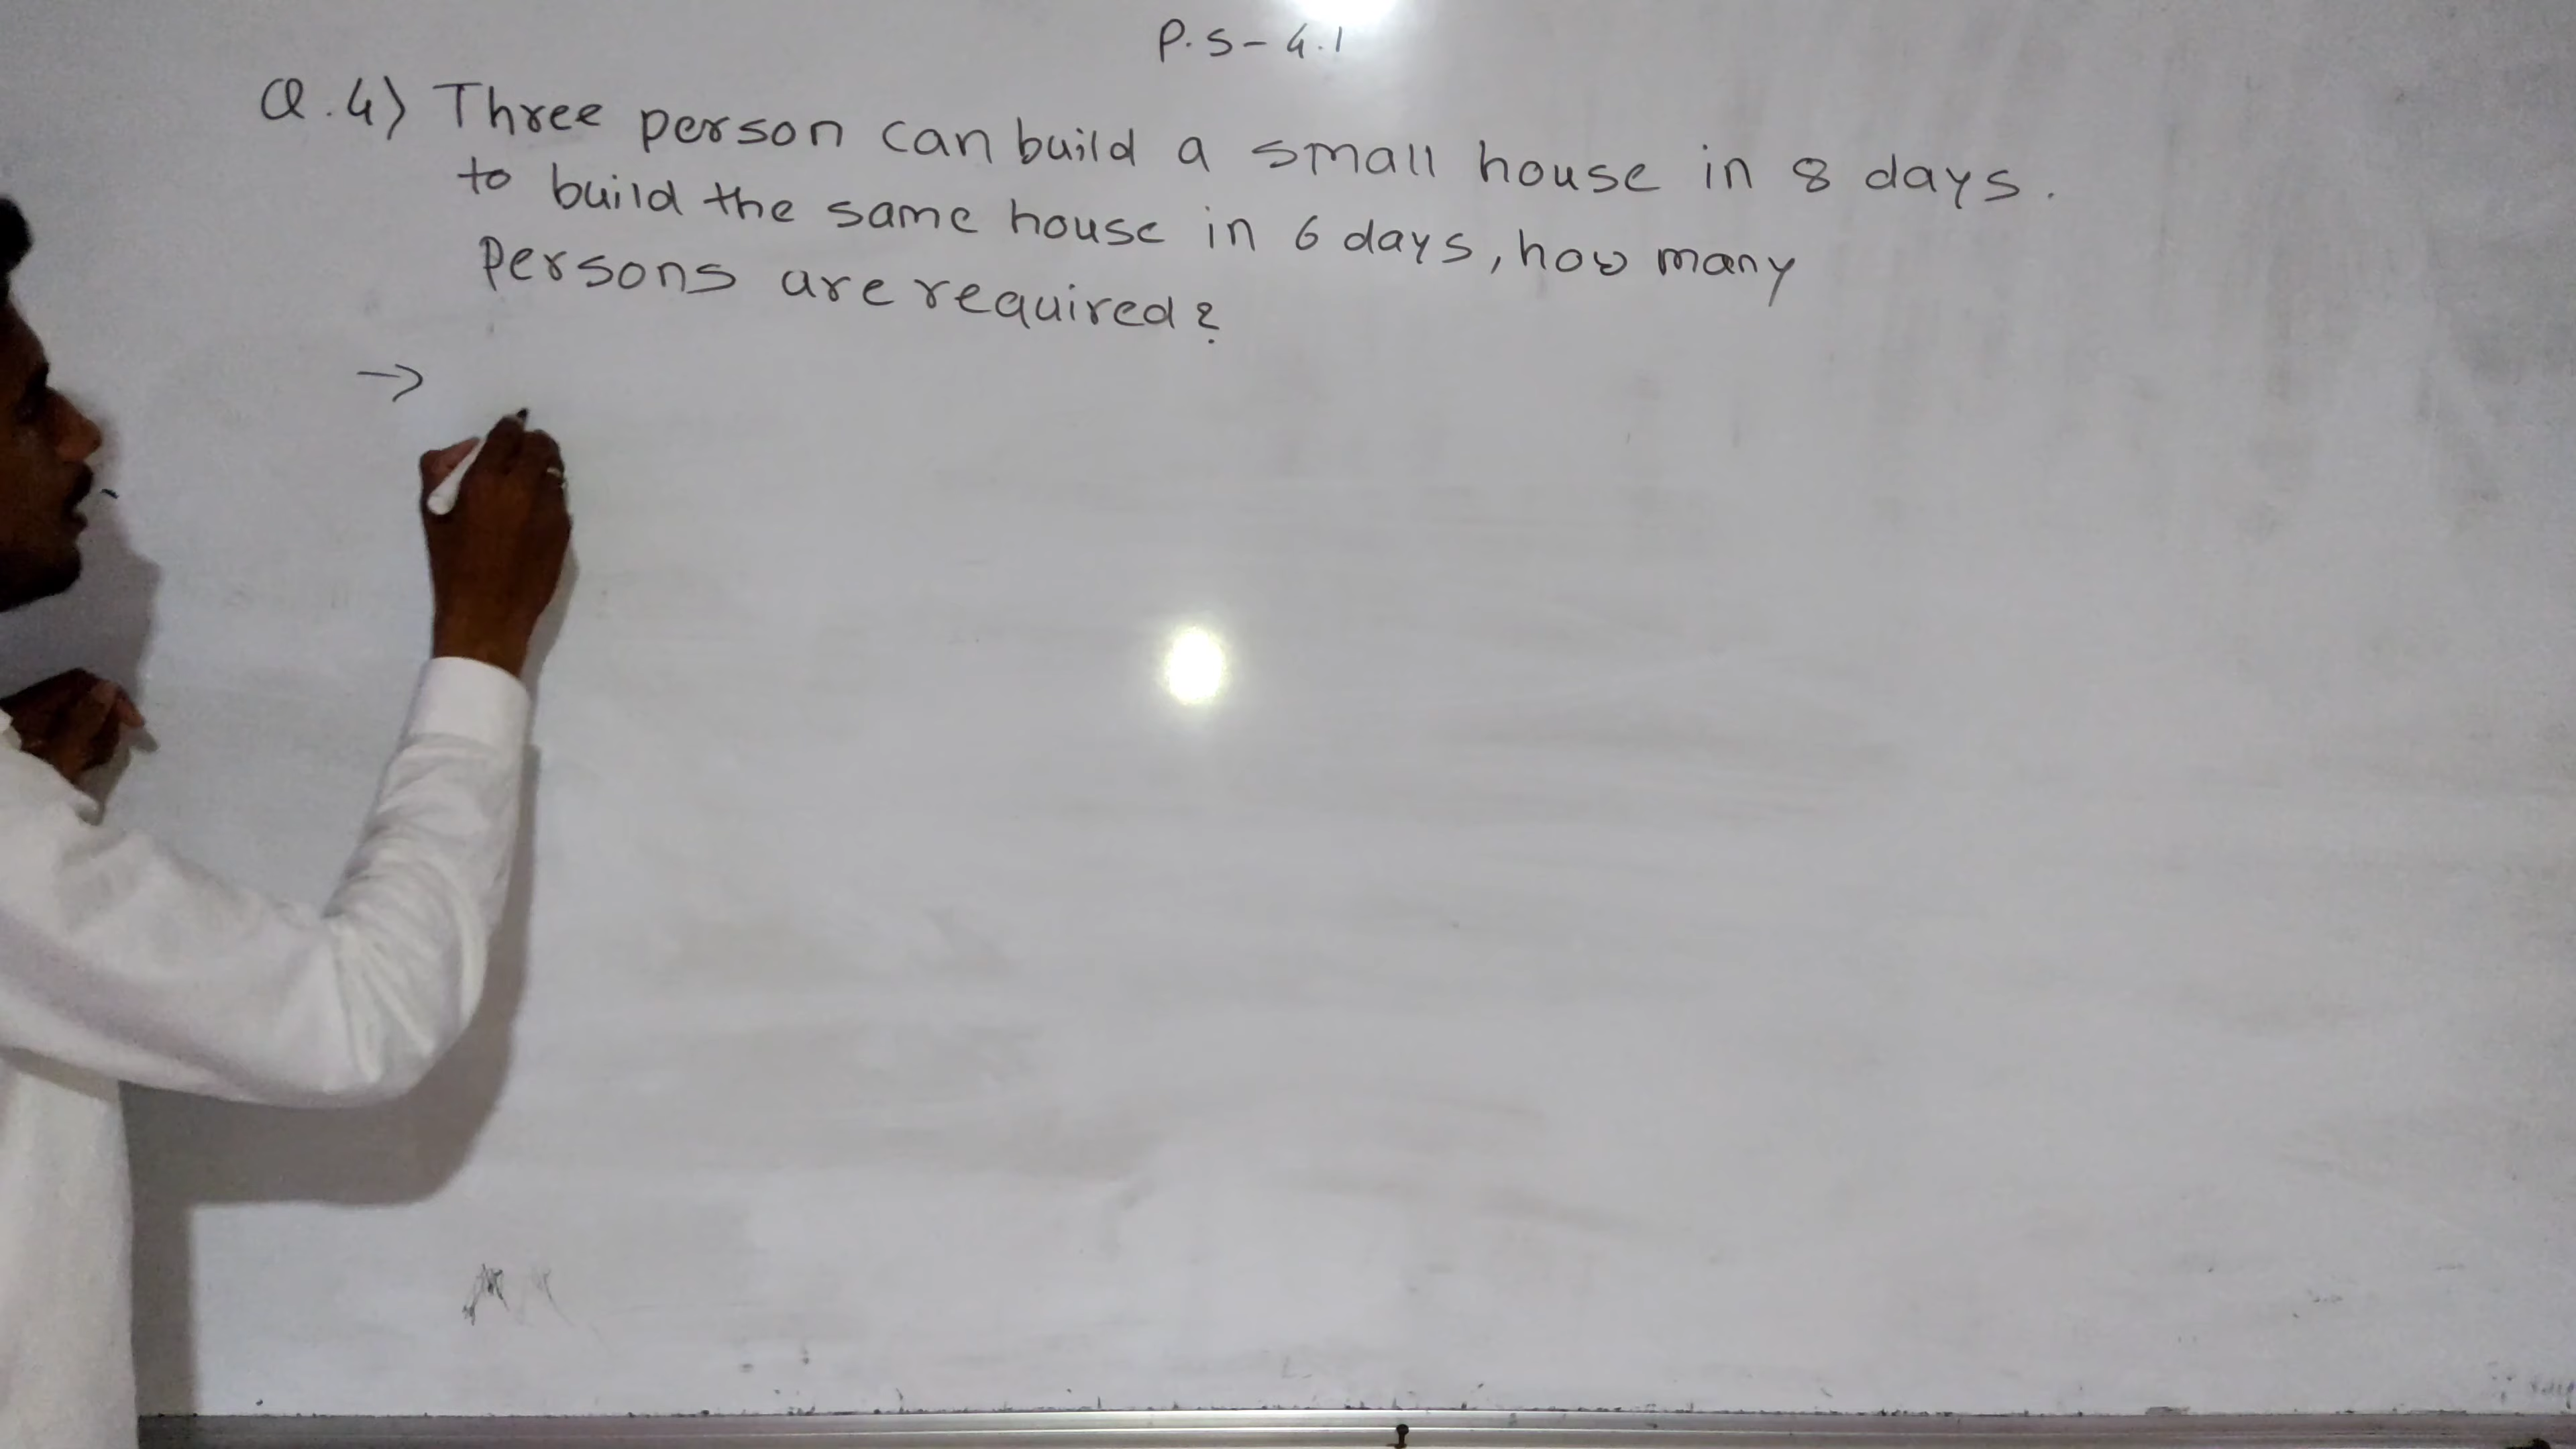 P.S-4.1
Q.4) Three person can build a small house in 8 days.
to build the same house in 6 days, how many
Persons are required?
→